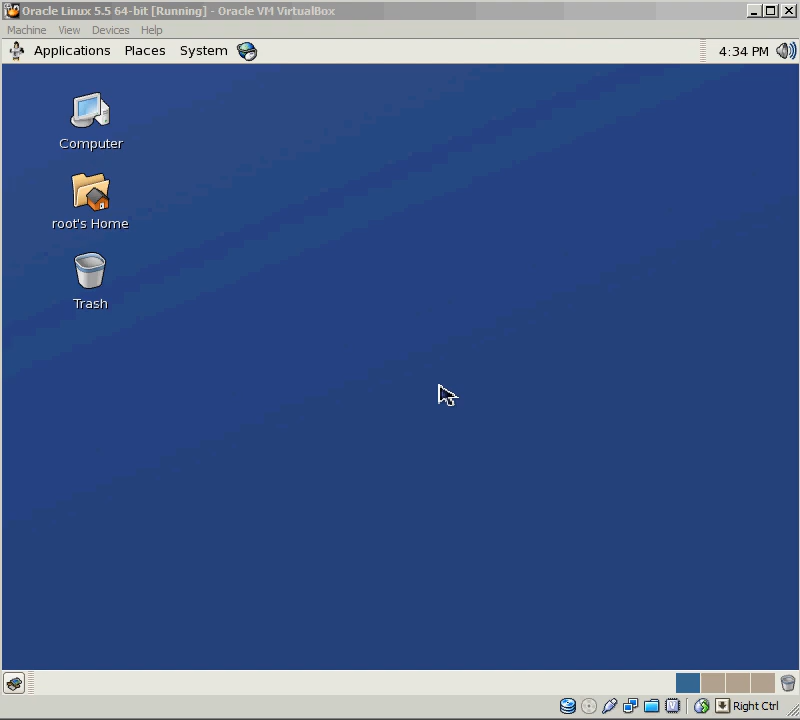 Oracle Linux 5.5 64-bit [Running] - Oracle VM VirtualBox
Machine View Devices Help
Applications Places System 4:34 PM
Computer
root's Home
Trash
Right Ctrl